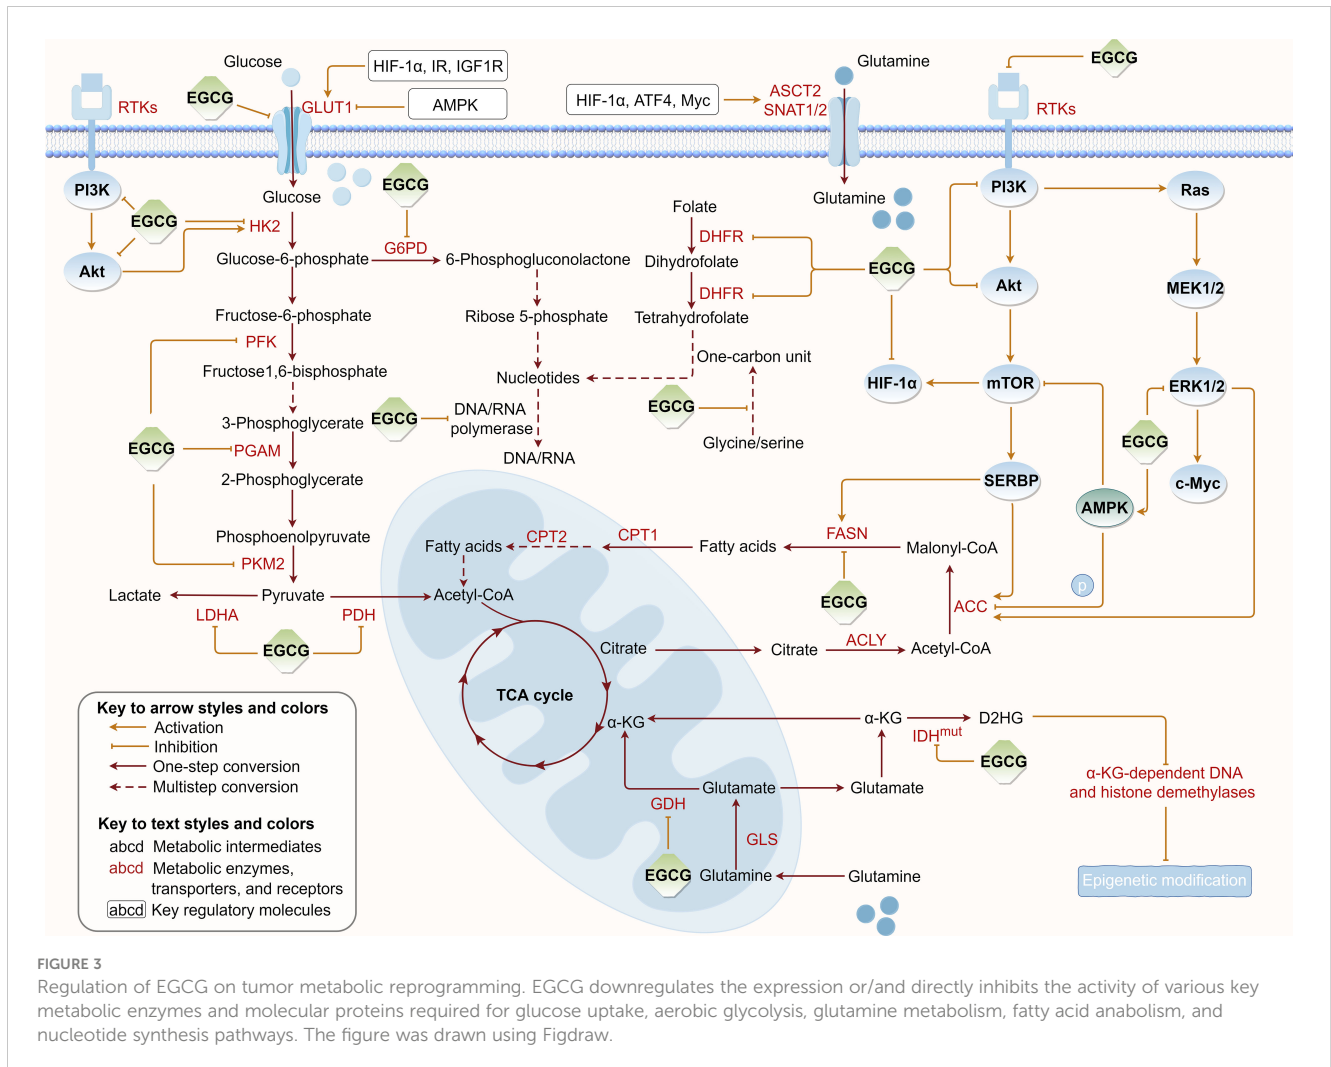 Glucose
HIF-1α, IR, IGF1R
EGCG
RTKs
GLUT1
AMPK
HIF-1α, ATF4, Myc
ASCT2
SNAT1/2
Glutamine
EGCG
RTKs
PI3K
EGCG
Akt
HK2
Glucose
EGCG
G6PD
Glucose-6-phosphate
6-Phosphogluconolactone
Fructose-6-phosphate
Ribose 5-phosphate
PFK
Fructose1,6-bisphosphate
Nucleotides
3-Phosphoglycerate
EGCG
DNA/RNA
polymerase
EGCG
PGAM
2-Phosphoglycerate
DNA/RNA
Phosphoenolpyruvate
PKM2
Lactate
Pyruvate
LDHA
PDH
EGCG
Folate
DHFR
Dihydrofolate
DHFR
Tetrahydrofolate
One-carbon unit
EGCG
Glycine/serine
Glutamine
EGCG
PI3K
Ras
Akt
MEK1/2
HIF-1α
mTOR
ERK1/2
EGCG
SERBP
AMPK
c-Myc
p
Fatty acids
CPT2
CPT1
Fatty acids
FASN
Malonyl-CoA
EGCG
Acetyl-CoA
ACC
Citrate
Citrate
ACLY
Acetyl-CoA
TCA cycle
α-KG
α-KG
D2HG
IDHmut
EGCG
Glutamate
Glutamate
GDH
GLS
EGCG
Glutamine
Glutamine
α-KG-dependent DNA
and histone demethylases
Epigenetic modification
Key to arrow styles and colors
Activation
Inhibition
One-step conversion
Multistep conversion
Key to text styles and colors
abcd Metabolic intermediates
abcd Metabolic enzymes,
transporters, and receptors
abcd Key regulatory molecules
FIGURE 3
Regulation of EGCG on tumor metabolic reprogramming. EGCG downregulates the expression or/and directly inhibits the activity of various key
metabolic enzymes and molecular proteins required for glucose uptake, aerobic glycolysis, glutamine metabolism, fatty acid anabolism, and
nucleotide synthesis pathways. The figure was drawn using Figdraw.